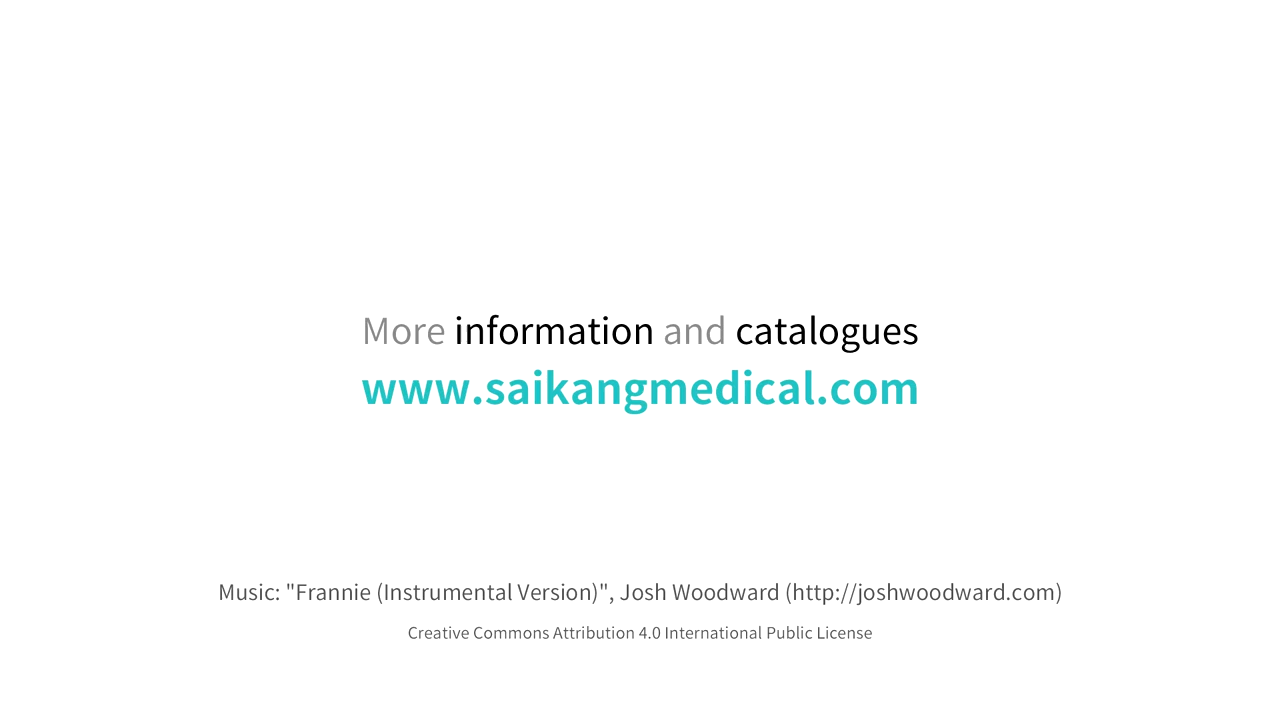 More information and catalogues
www.saikangmedical.com
Music: "Frannie (Instrumental Version)", Josh Woodward (http://joshwoodward.com)
Creative Commons Attribution 4.0 International Public License